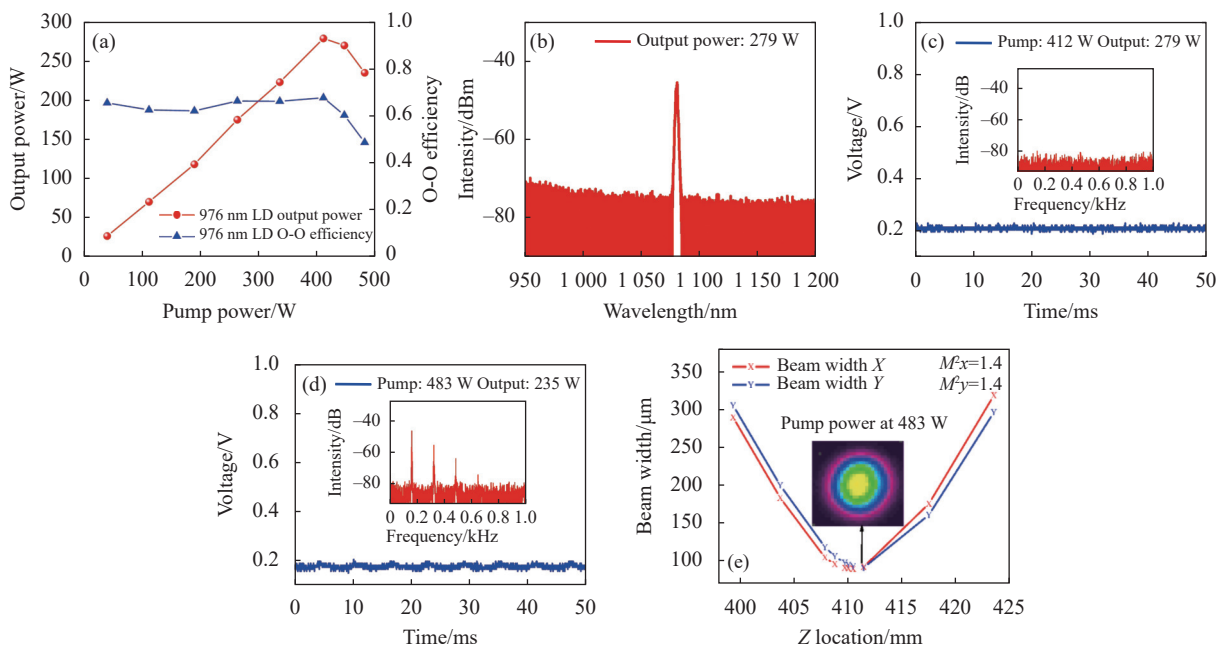 (a)
300
250
200
150
100
50
0
Output power/W
1.0
0.8
0.6
0.4
0.2
0
O-O efficiency
976 nm LD output power
976 nm LD O-O efficiency
0 100 200 300 400 500
Pump power/W
(b)
Output power: 279 W
−40
−60
−80
Intensity/dBm
950 1 000 1 050 1 100 1 150 1 200
Wavelength/nm
(c)
Pump: 412 W Output: 279 W
1.0
0.8
0.6
0.4
0.2
Voltage/V
−40
−60
−80
Intensity/dB
0 0.2 0.4 0.6 0.8 1.0
Frequency/kHz
0 10 20 30 40 50
Time/ms
(d)
Pump: 483 W Output: 235 W
1.0
0.8
0.6
0.4
0.2
Voltage/V
−40
−60
−80
Intensity/dB
0 0.2 0.4 0.6 0.8 1.0
Frequency/kHz
0 10 20 30 40 50
Time/ms
Beam width X M²x=1.4
Beam width Y M²y=1.4
Pump power at 483 W
350
300
250
200
150
100
Beam width/μm
(e)
400 405 410 415 420 425
Z location/mm